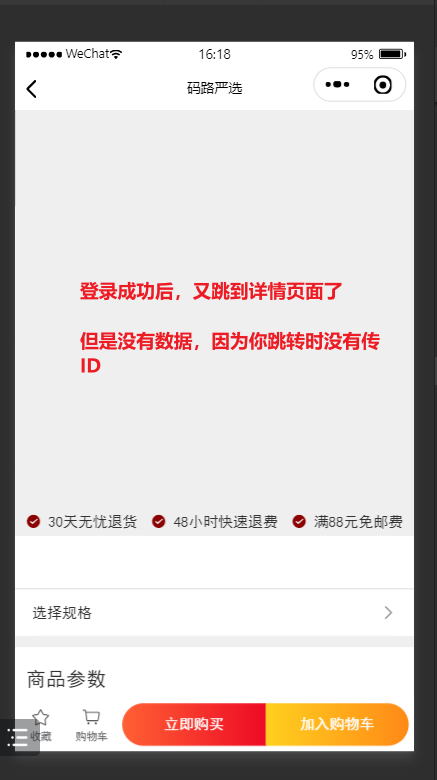 WeChat 16:18 95%
码路严选
登录成功后，又跳到详情页面了
但是没有数据，因为你跳转时没有传
ID
30天无忧退货 48小时快速退费 满88元免邮费
选择规格
商品参数
收藏 购物车 立即购买 加入购物车